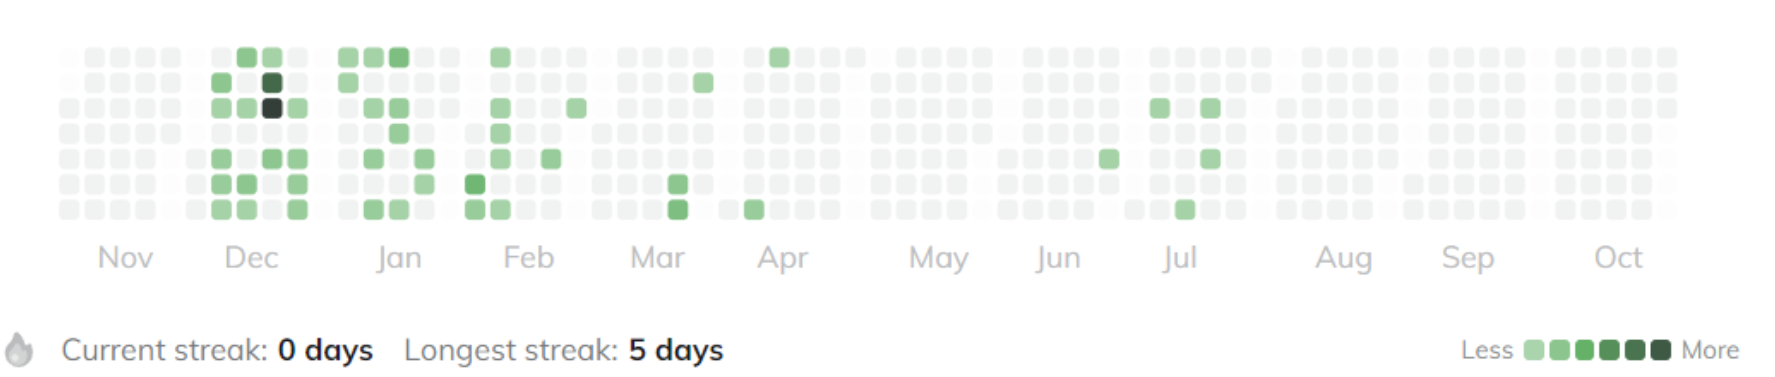 Nov Dec Jan Feb Mar Apr May Jun Jul Aug Sep Oct
Current streak: 0 days Longest streak: 5 days Less More